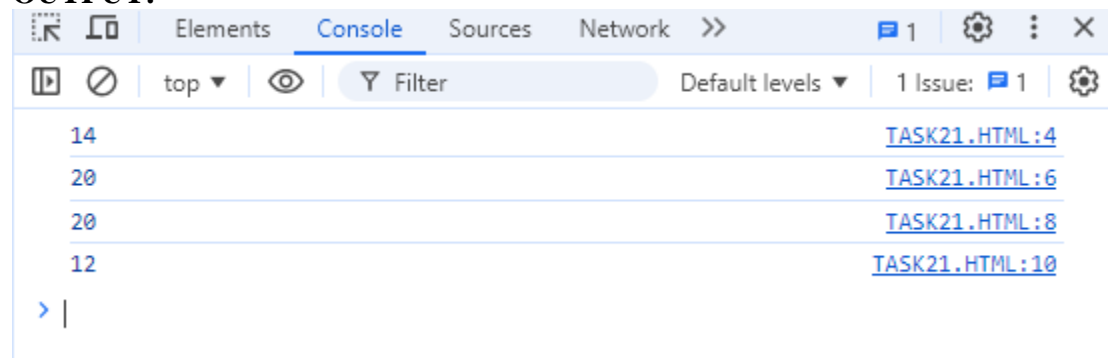 Elements Console Sources Network >> 1
top ▼ Filter Default levels ▼ 1 Issue: 1
14 TASK21.HTML:4
20 TASK21.HTML:6
20 TASK21.HTML:8
12 TASK21.HTML:10
>